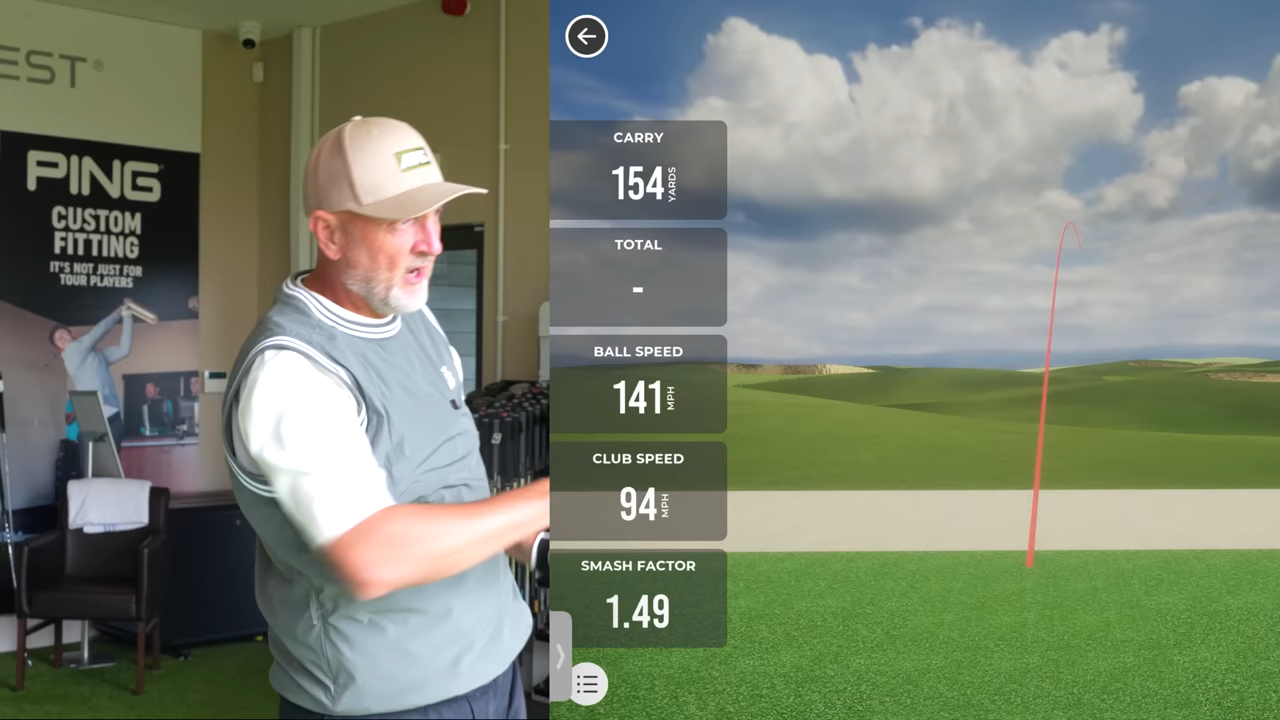 EST®
PING
CUSTOM
FITTING
IT'S NOT JUST FOR
TOUR PLAYERS
CARRY
154 YARDS
TOTAL
-
BALL SPEED
141 MPH
CLUB SPEED
94 MPH
SMASH FACTOR
1.49